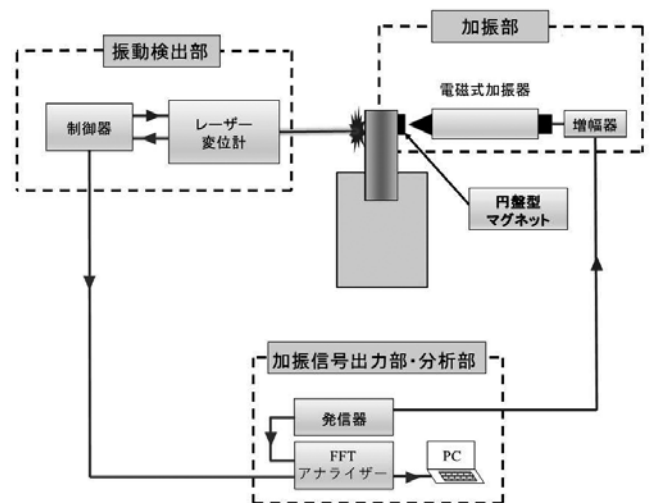 振動検出部
加振部
電磁式加振器
制御器
レーザー
変位計
増幅器
円盤型
マグネット
加振信号出力部・分析部
発信器
FFT
アナライザー
PC